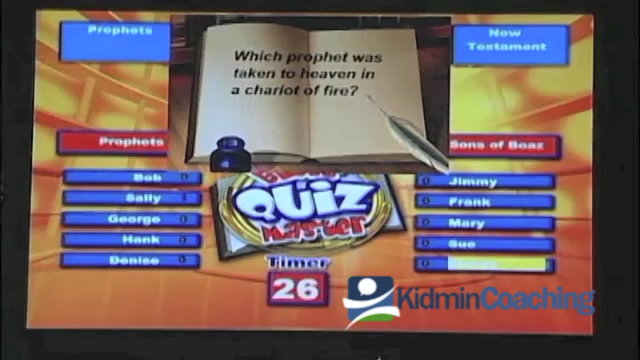 Prophets
New
Testament
Which prophet was
taken to heaven in
a chariot of fire?
Prophets
Sons of Boaz
Bob
Sally
George
Hank
Denise
QUIZ
Master
Timer
26
Jimmy
Frank
Mary
Sue
KidminCoaching